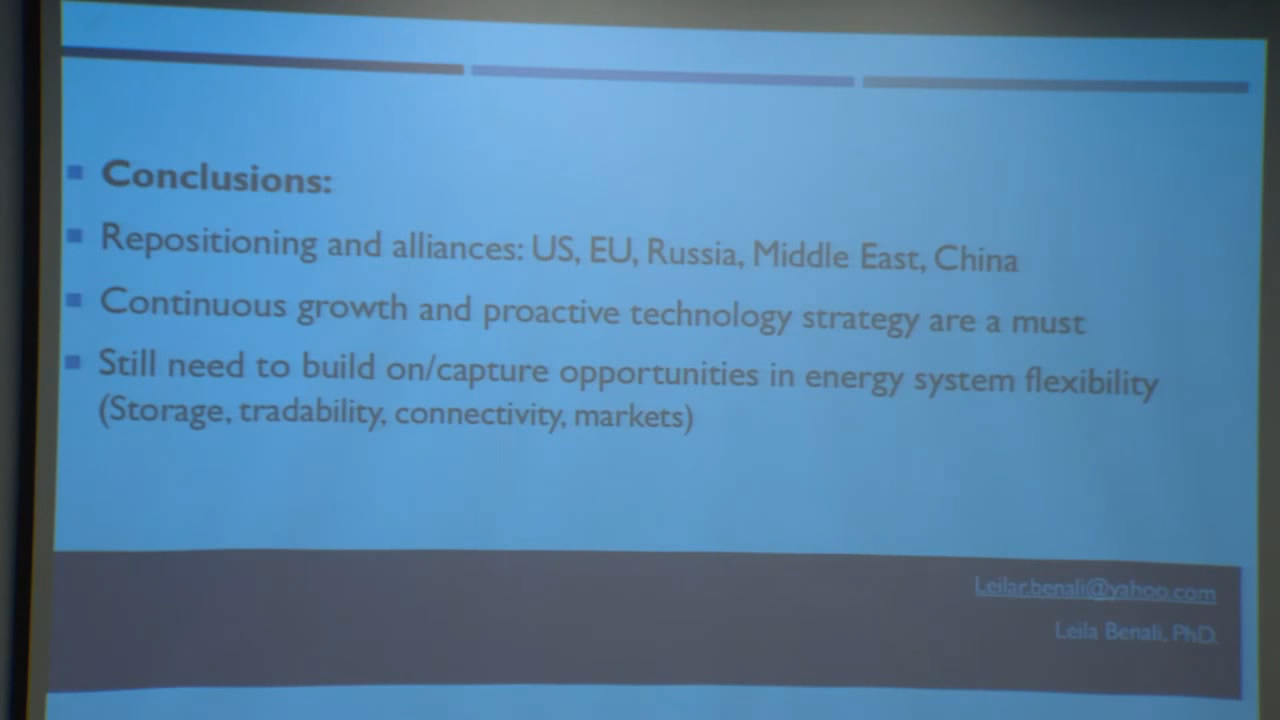 Conclusions:
Repositioning and alliances: US, EU, Russia, Middle East, China
Continuous growth and proactive technology strategy are a must
Still need to build on/capture opportunities in energy system flexibility
(Storage, tradability, connectivity, markets)
Leilar.benali@yahoo.com
Leila Benali, PhD.